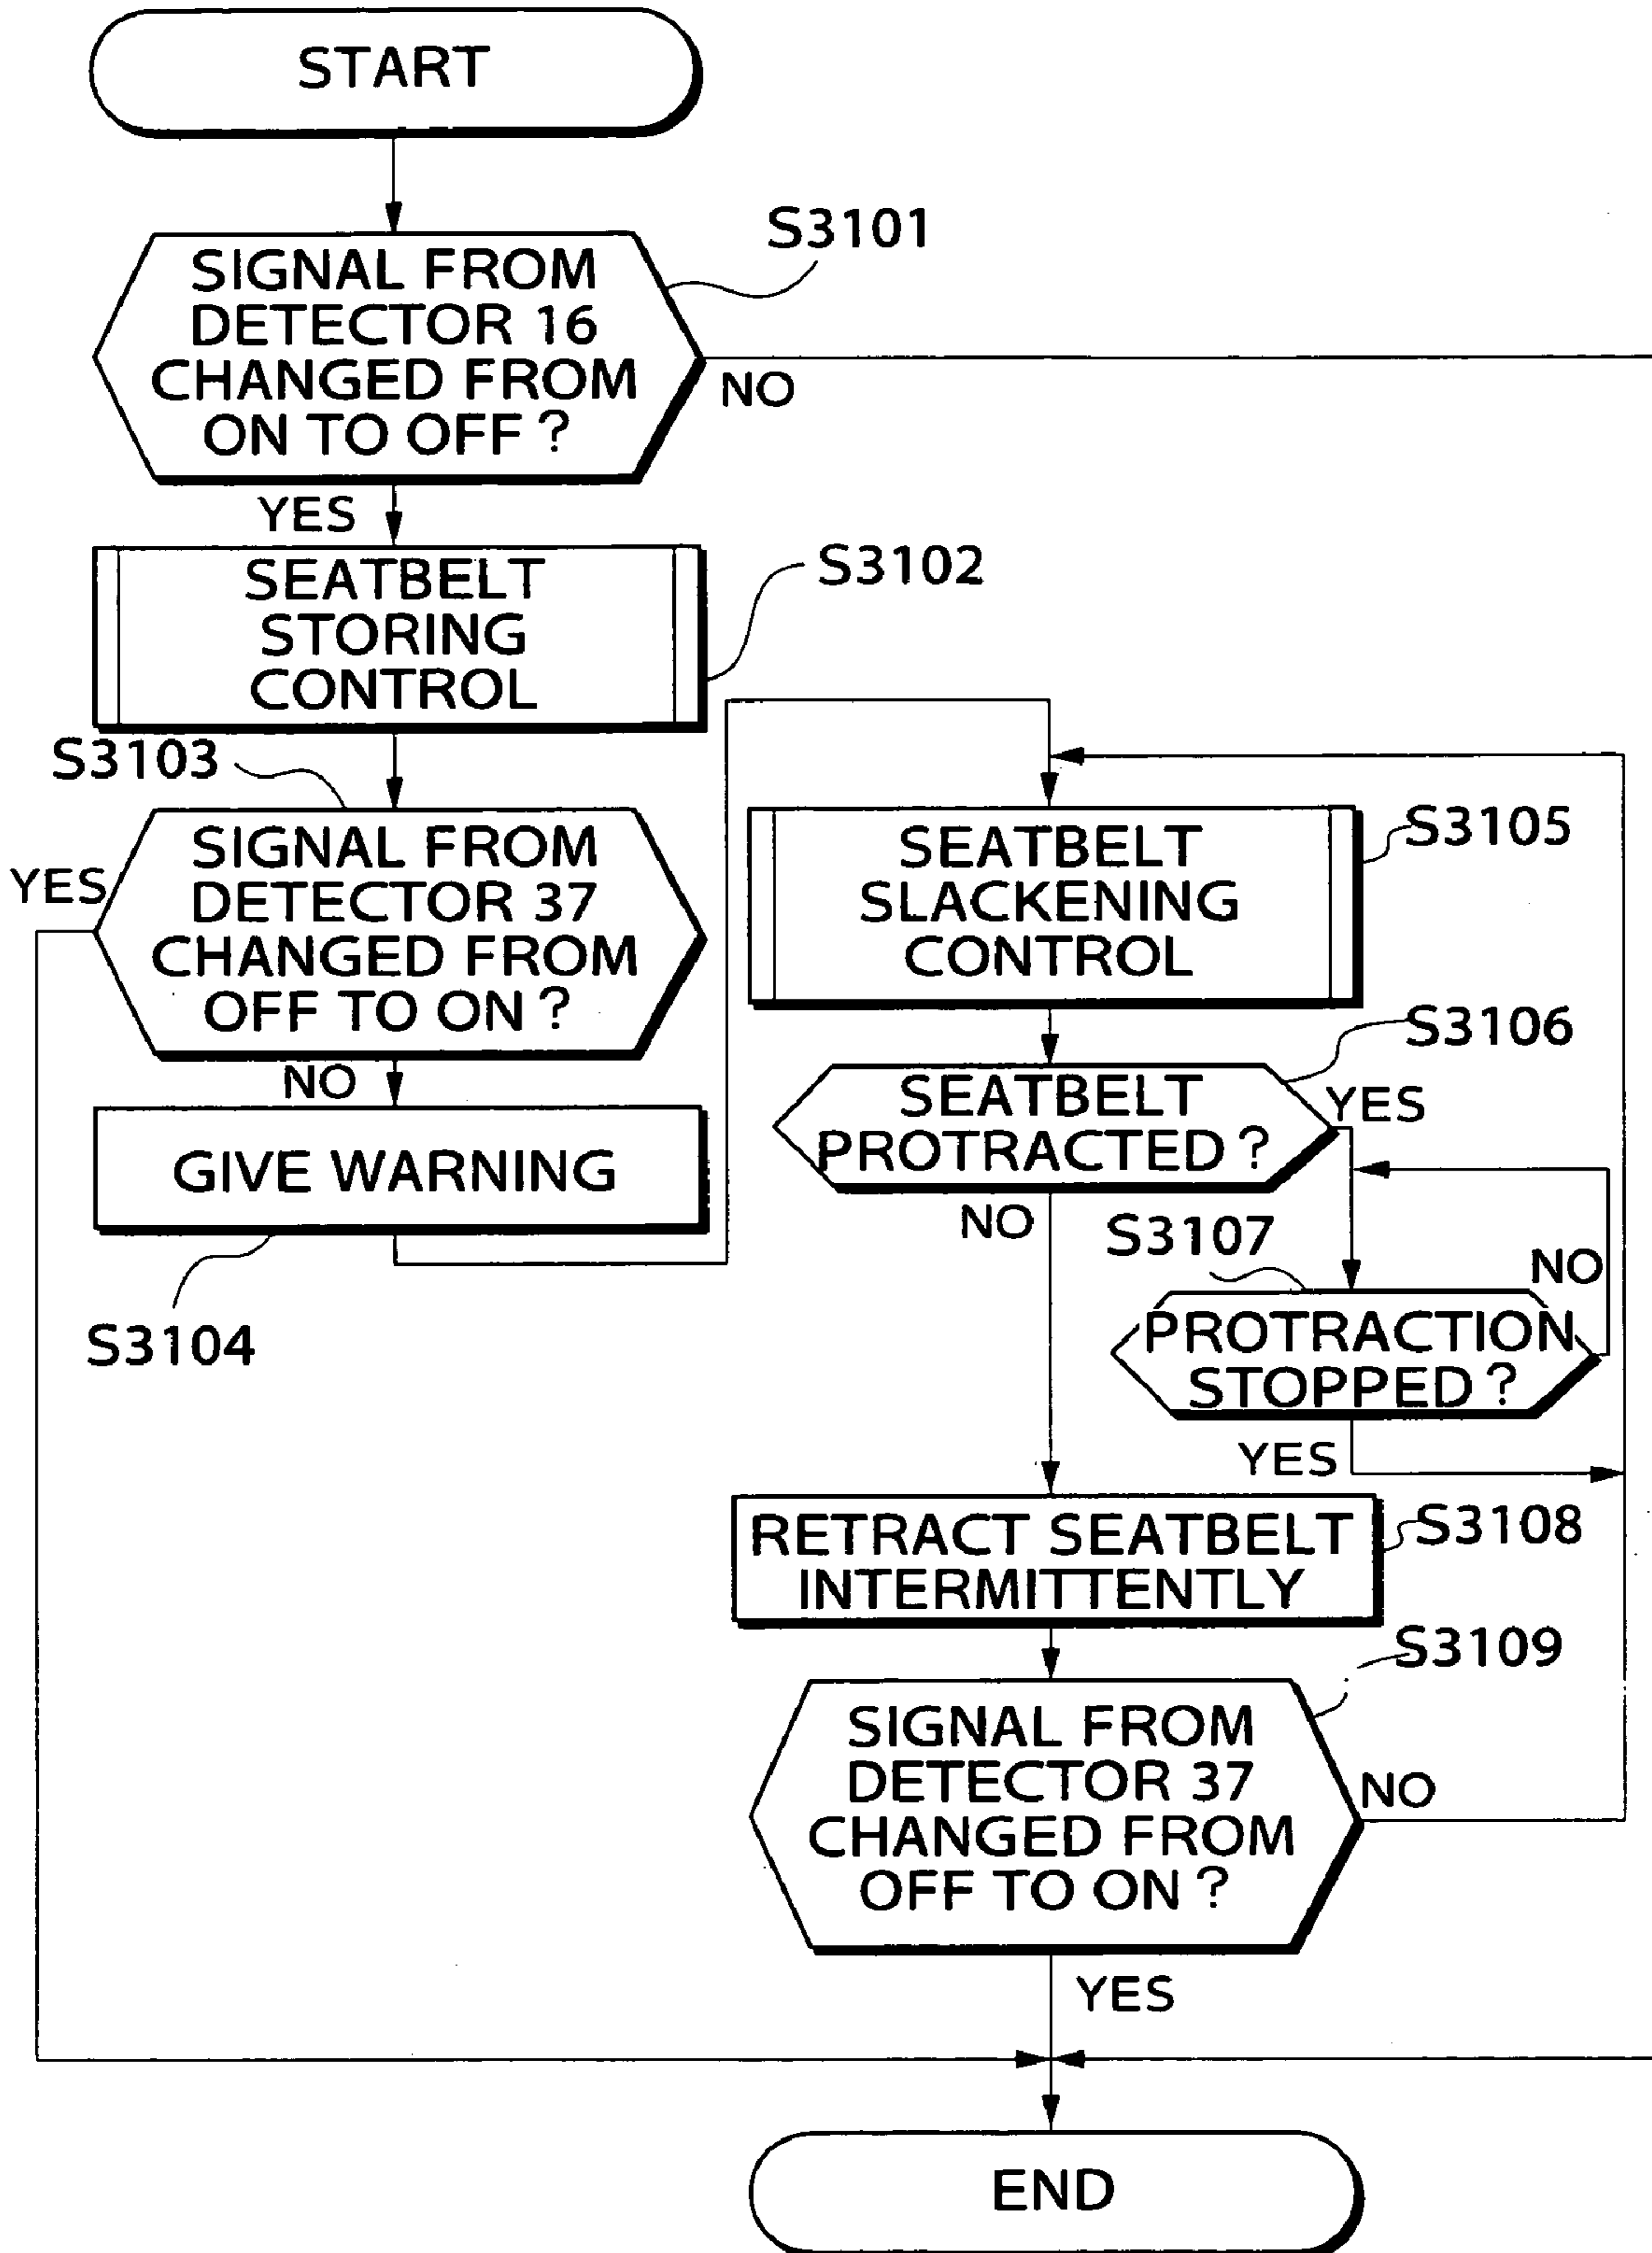 START
S3101
SIGNAL FROM
DETECTOR 16
CHANGED FROM
ON TO OFF ?
NO
YES
S3102
SEATBELT
STORING
CONTROL
S3103
SIGNAL FROM
DETECTOR 37
CHANGED FROM
OFF TO ON ?
YES
NO
GIVE WARNING
S3104
S3105
SEATBELT
SLACKENING
CONTROL
S3106
SEATBELT
PROTRACTED ?
YES
NO
S3107
NO
PROTRACTION
STOPPED ?
YES
RETRACT SEATBELT
INTERMITTENTLY
S3108
S3109
SIGNAL FROM
DETECTOR 37
CHANGED FROM
OFF TO ON ?
NO
YES
END